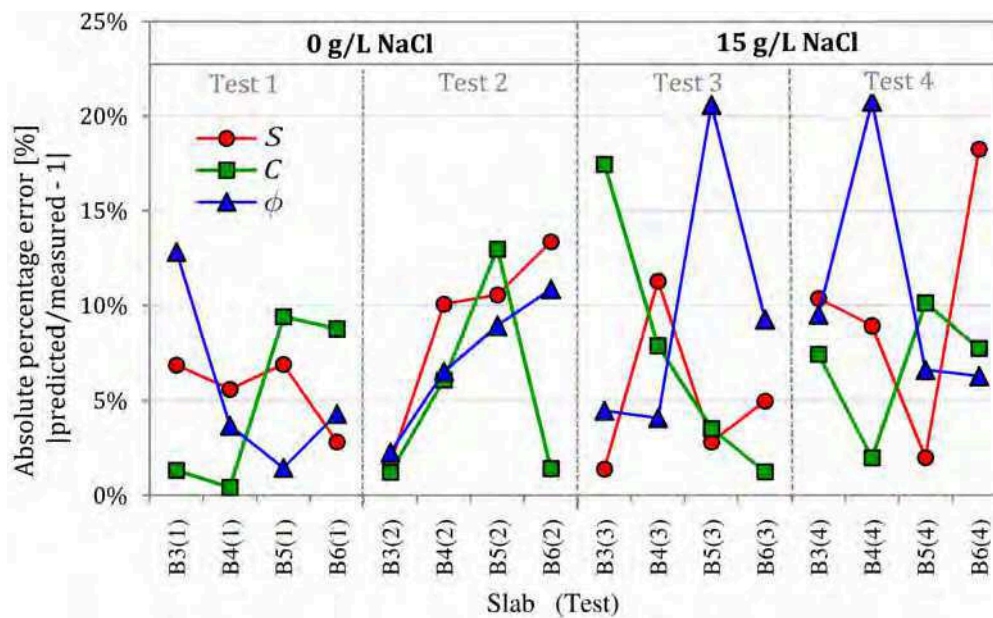 25%
20%
15%
10%
5%
0%
Absolute percentage error [%]
|predicted/measured - 1|
0 g/L NaCl
15 g/L NaCl
Test 1
Test 2
Test 3
Test 4
S
C
ϕ
B3(1)
B4(1)
B5(1)
B6(1)
B3(2)
B4(2)
B5(2)
B6(2)
B3(3)
B4(3)
B5(3)
B6(3)
B3(4)
B4(4)
B5(4)
B6(4)
Slab (Test)